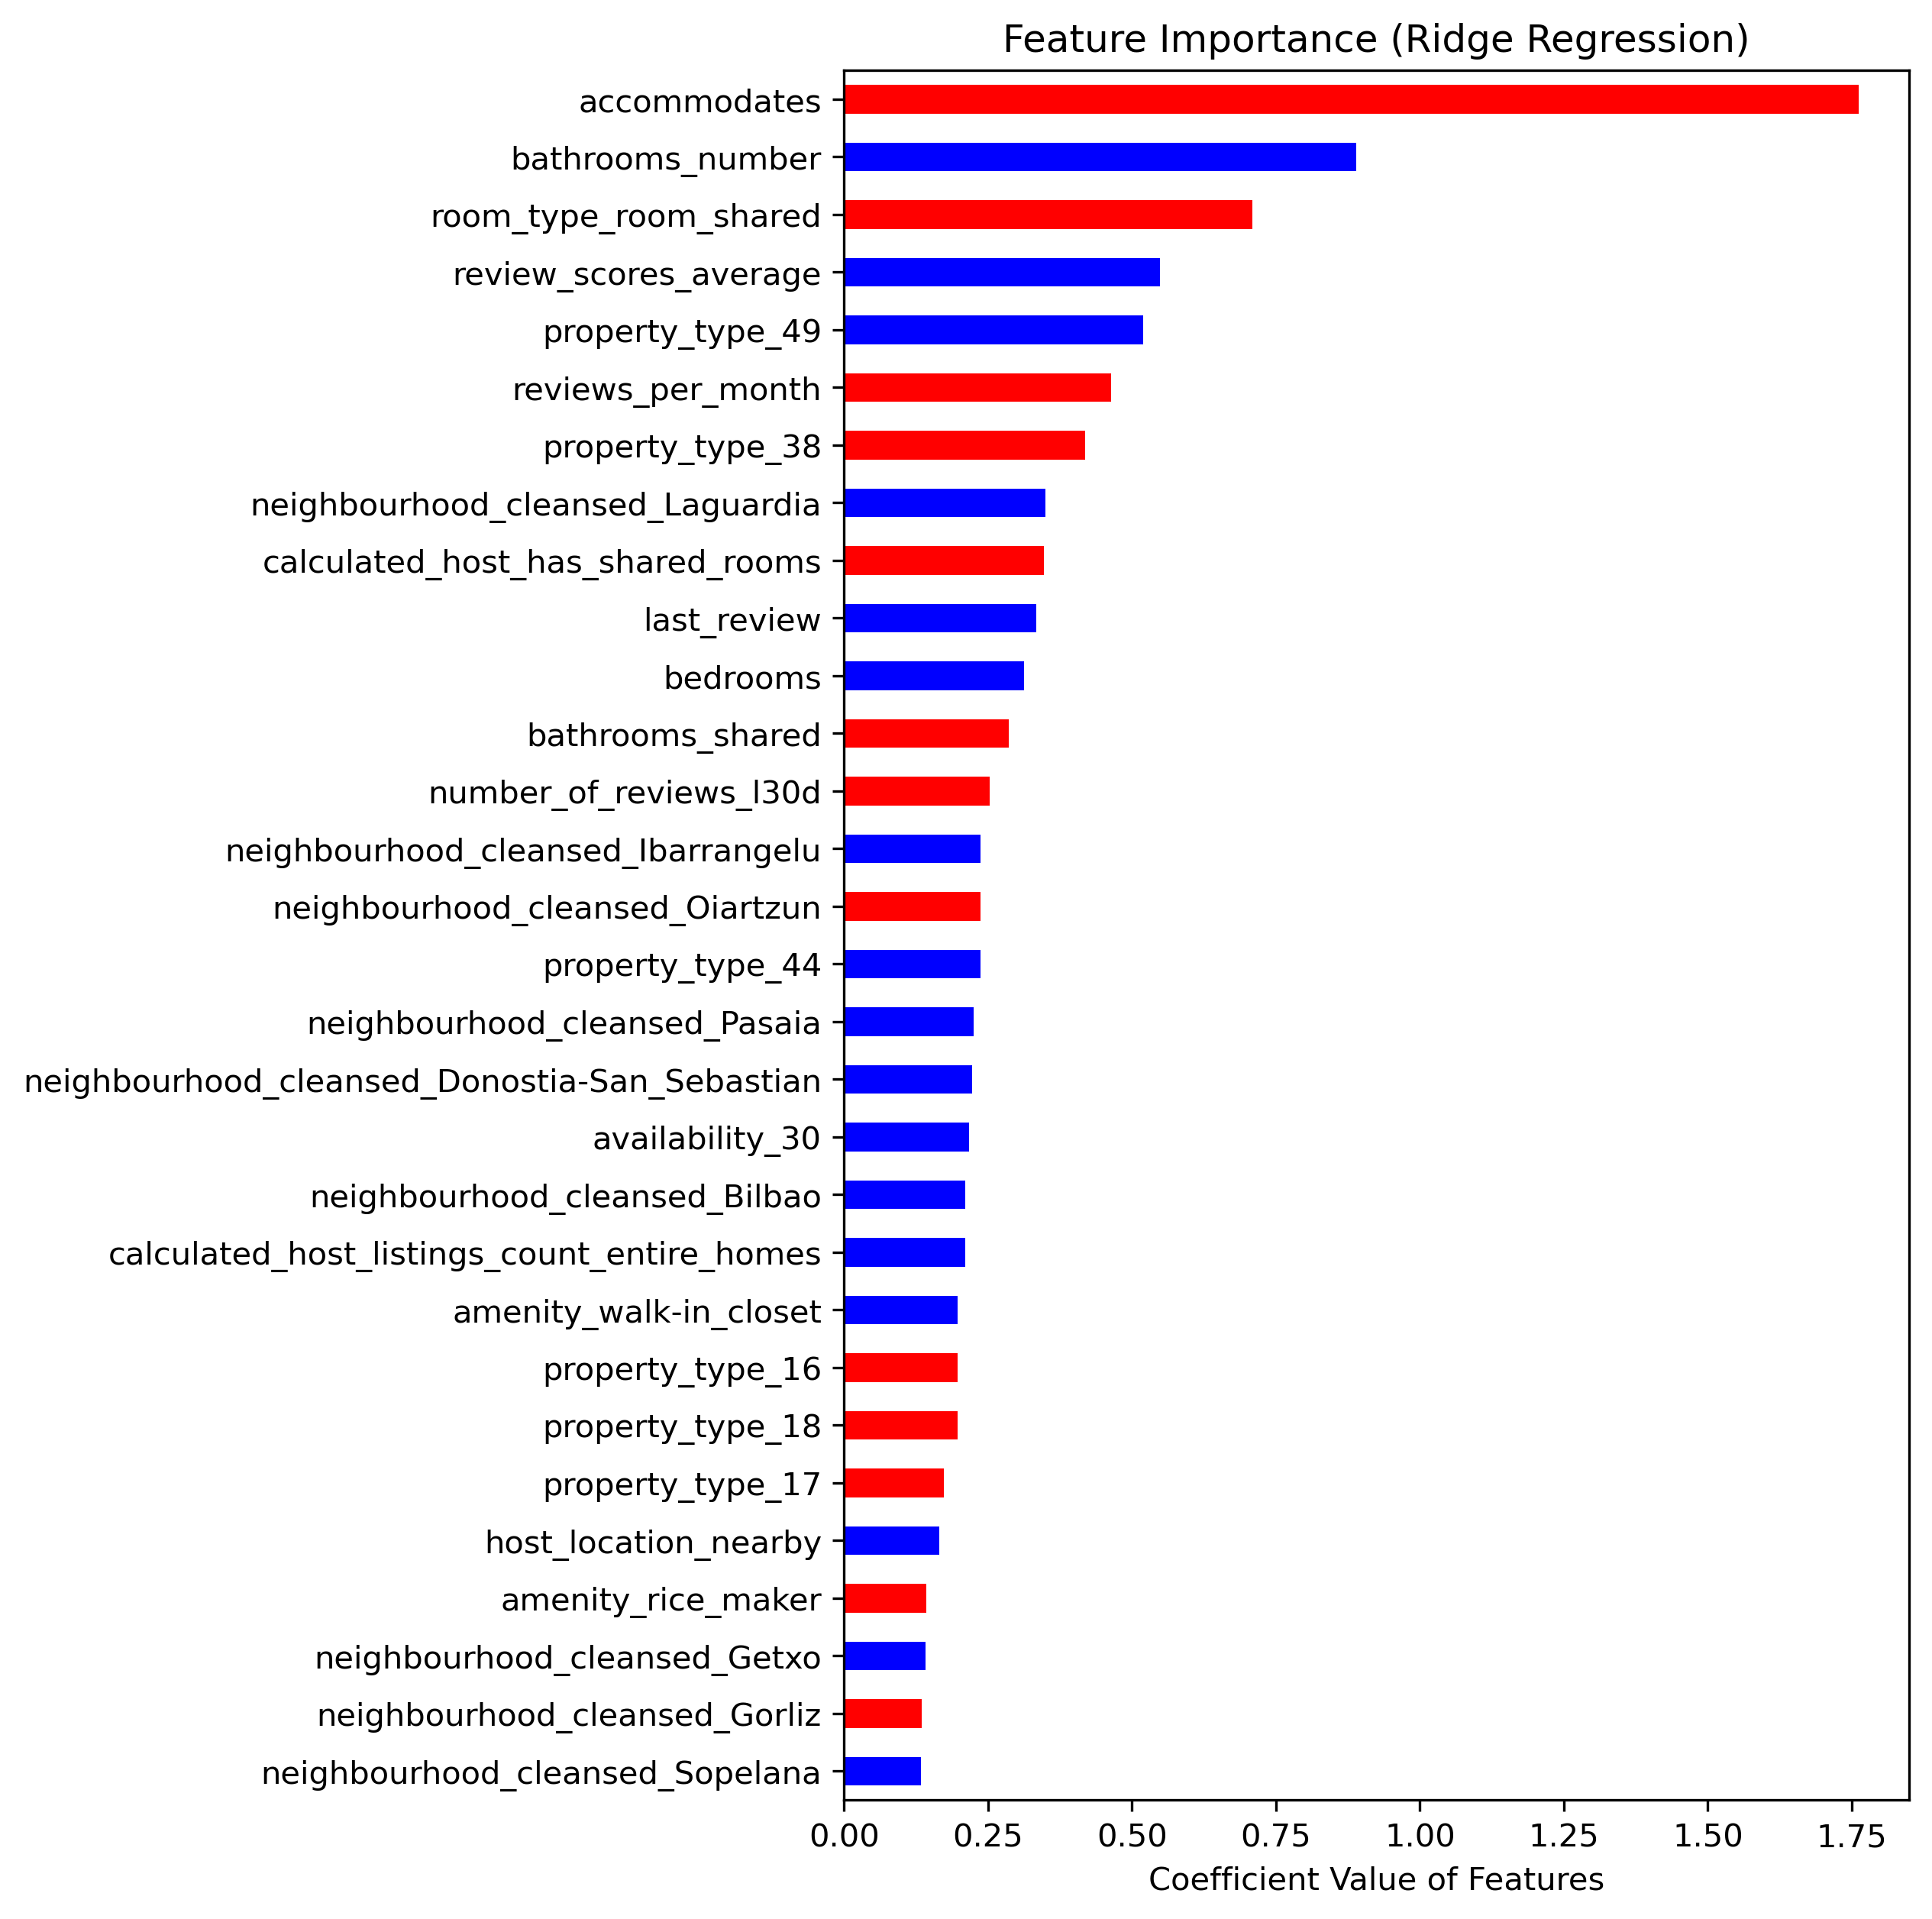 Feature Importance (Ridge Regression)
accommodates
bathrooms_number
room_type_room_shared
review_scores_average
property_type_49
reviews_per_month
property_type_38
neighbourhood_cleansed_Laguardia
calculated_host_has_shared_rooms
last_review
bedrooms
bathrooms_shared
number_of_reviews_l30d
neighbourhood_cleansed_Ibarrangelu
neighbourhood_cleansed_Oiartzun
property_type_44
neighbourhood_cleansed_Pasaia
neighbourhood_cleansed_Donostia-San_Sebastian
availability_30
neighbourhood_cleansed_Bilbao
calculated_host_listings_count_entire_homes
amenity_walk-in_closet
property_type_16
property_type_18
property_type_17
host_location_nearby
amenity_rice_maker
neighbourhood_cleansed_Getxo
neighbourhood_cleansed_Gorliz
neighbourhood_cleansed_Sopelana
0.00 0.25 0.50 0.75 1.00 1.25 1.50 1.75
Coefficient Value of Features